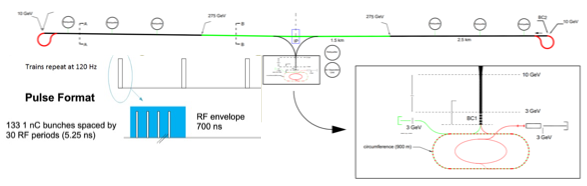 10 GeV
275 GeV
275 GeV
10 GeV
BC2
A
A
B
B
1.5 km
2.5 km
Trains repeat at 120 Hz
Pulse Format
133 1 nC bunches spaced by
30 RF periods (5.25 ns)
RF envelope
700 ns
10 GeV
3 GeV
BC1
3 GeV
3 GeV
circumference (900 m)